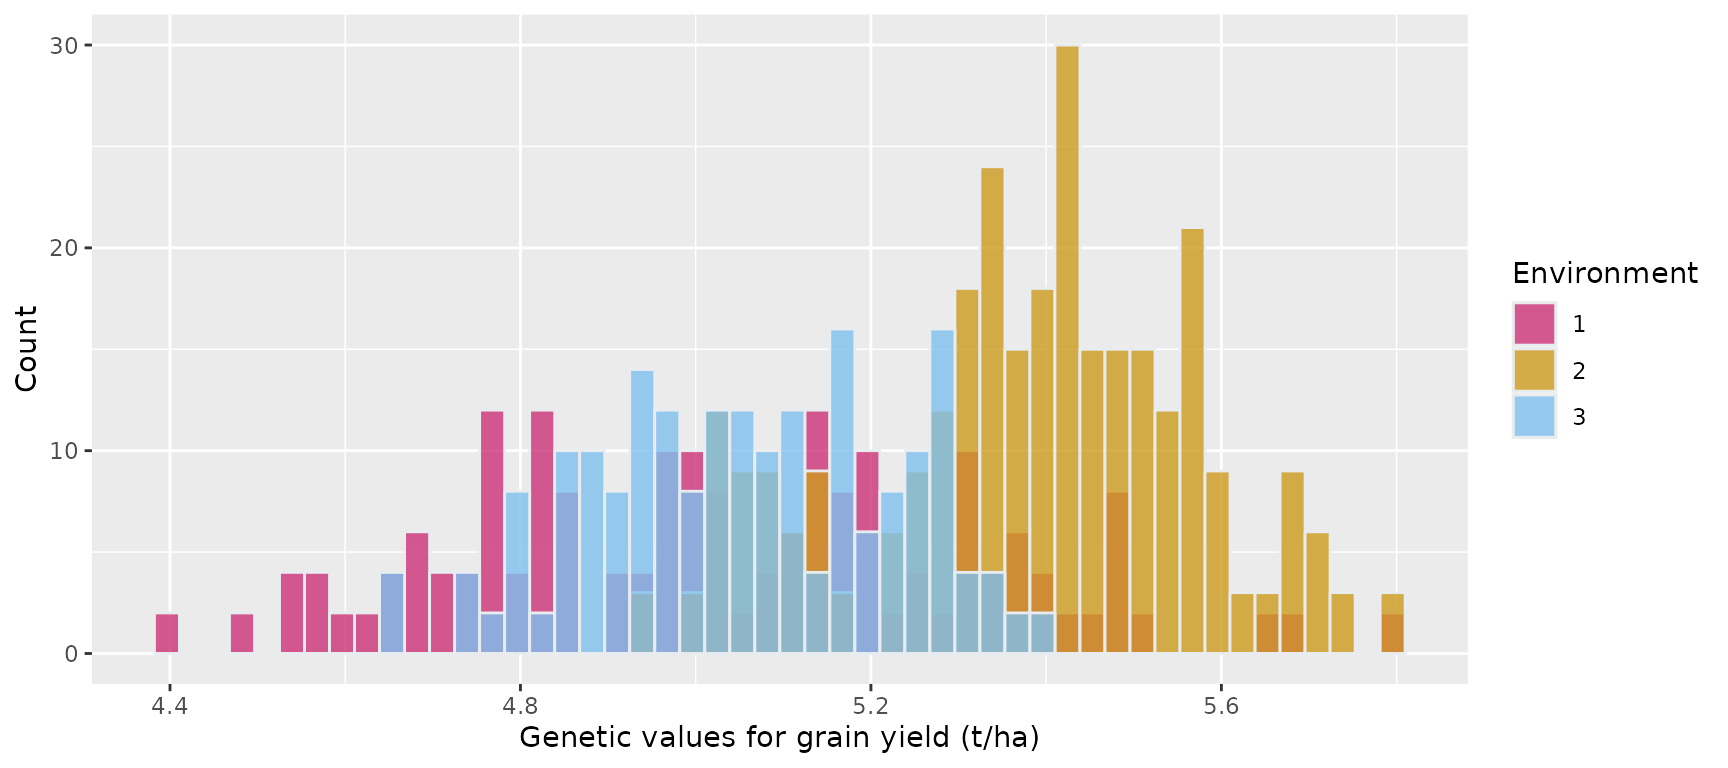 30
20
10
0
Count
4.4 4.8 5.2 5.6
Genetic values for grain yield (t/ha)
Environment
1
2
3